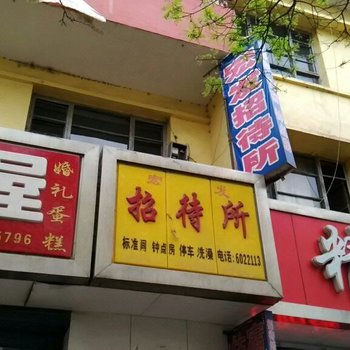 宏发招待所
屋
婚礼蛋糕
5796
宏发
招待所
标准间 钟点房 停车 洗澡 电话:6022113